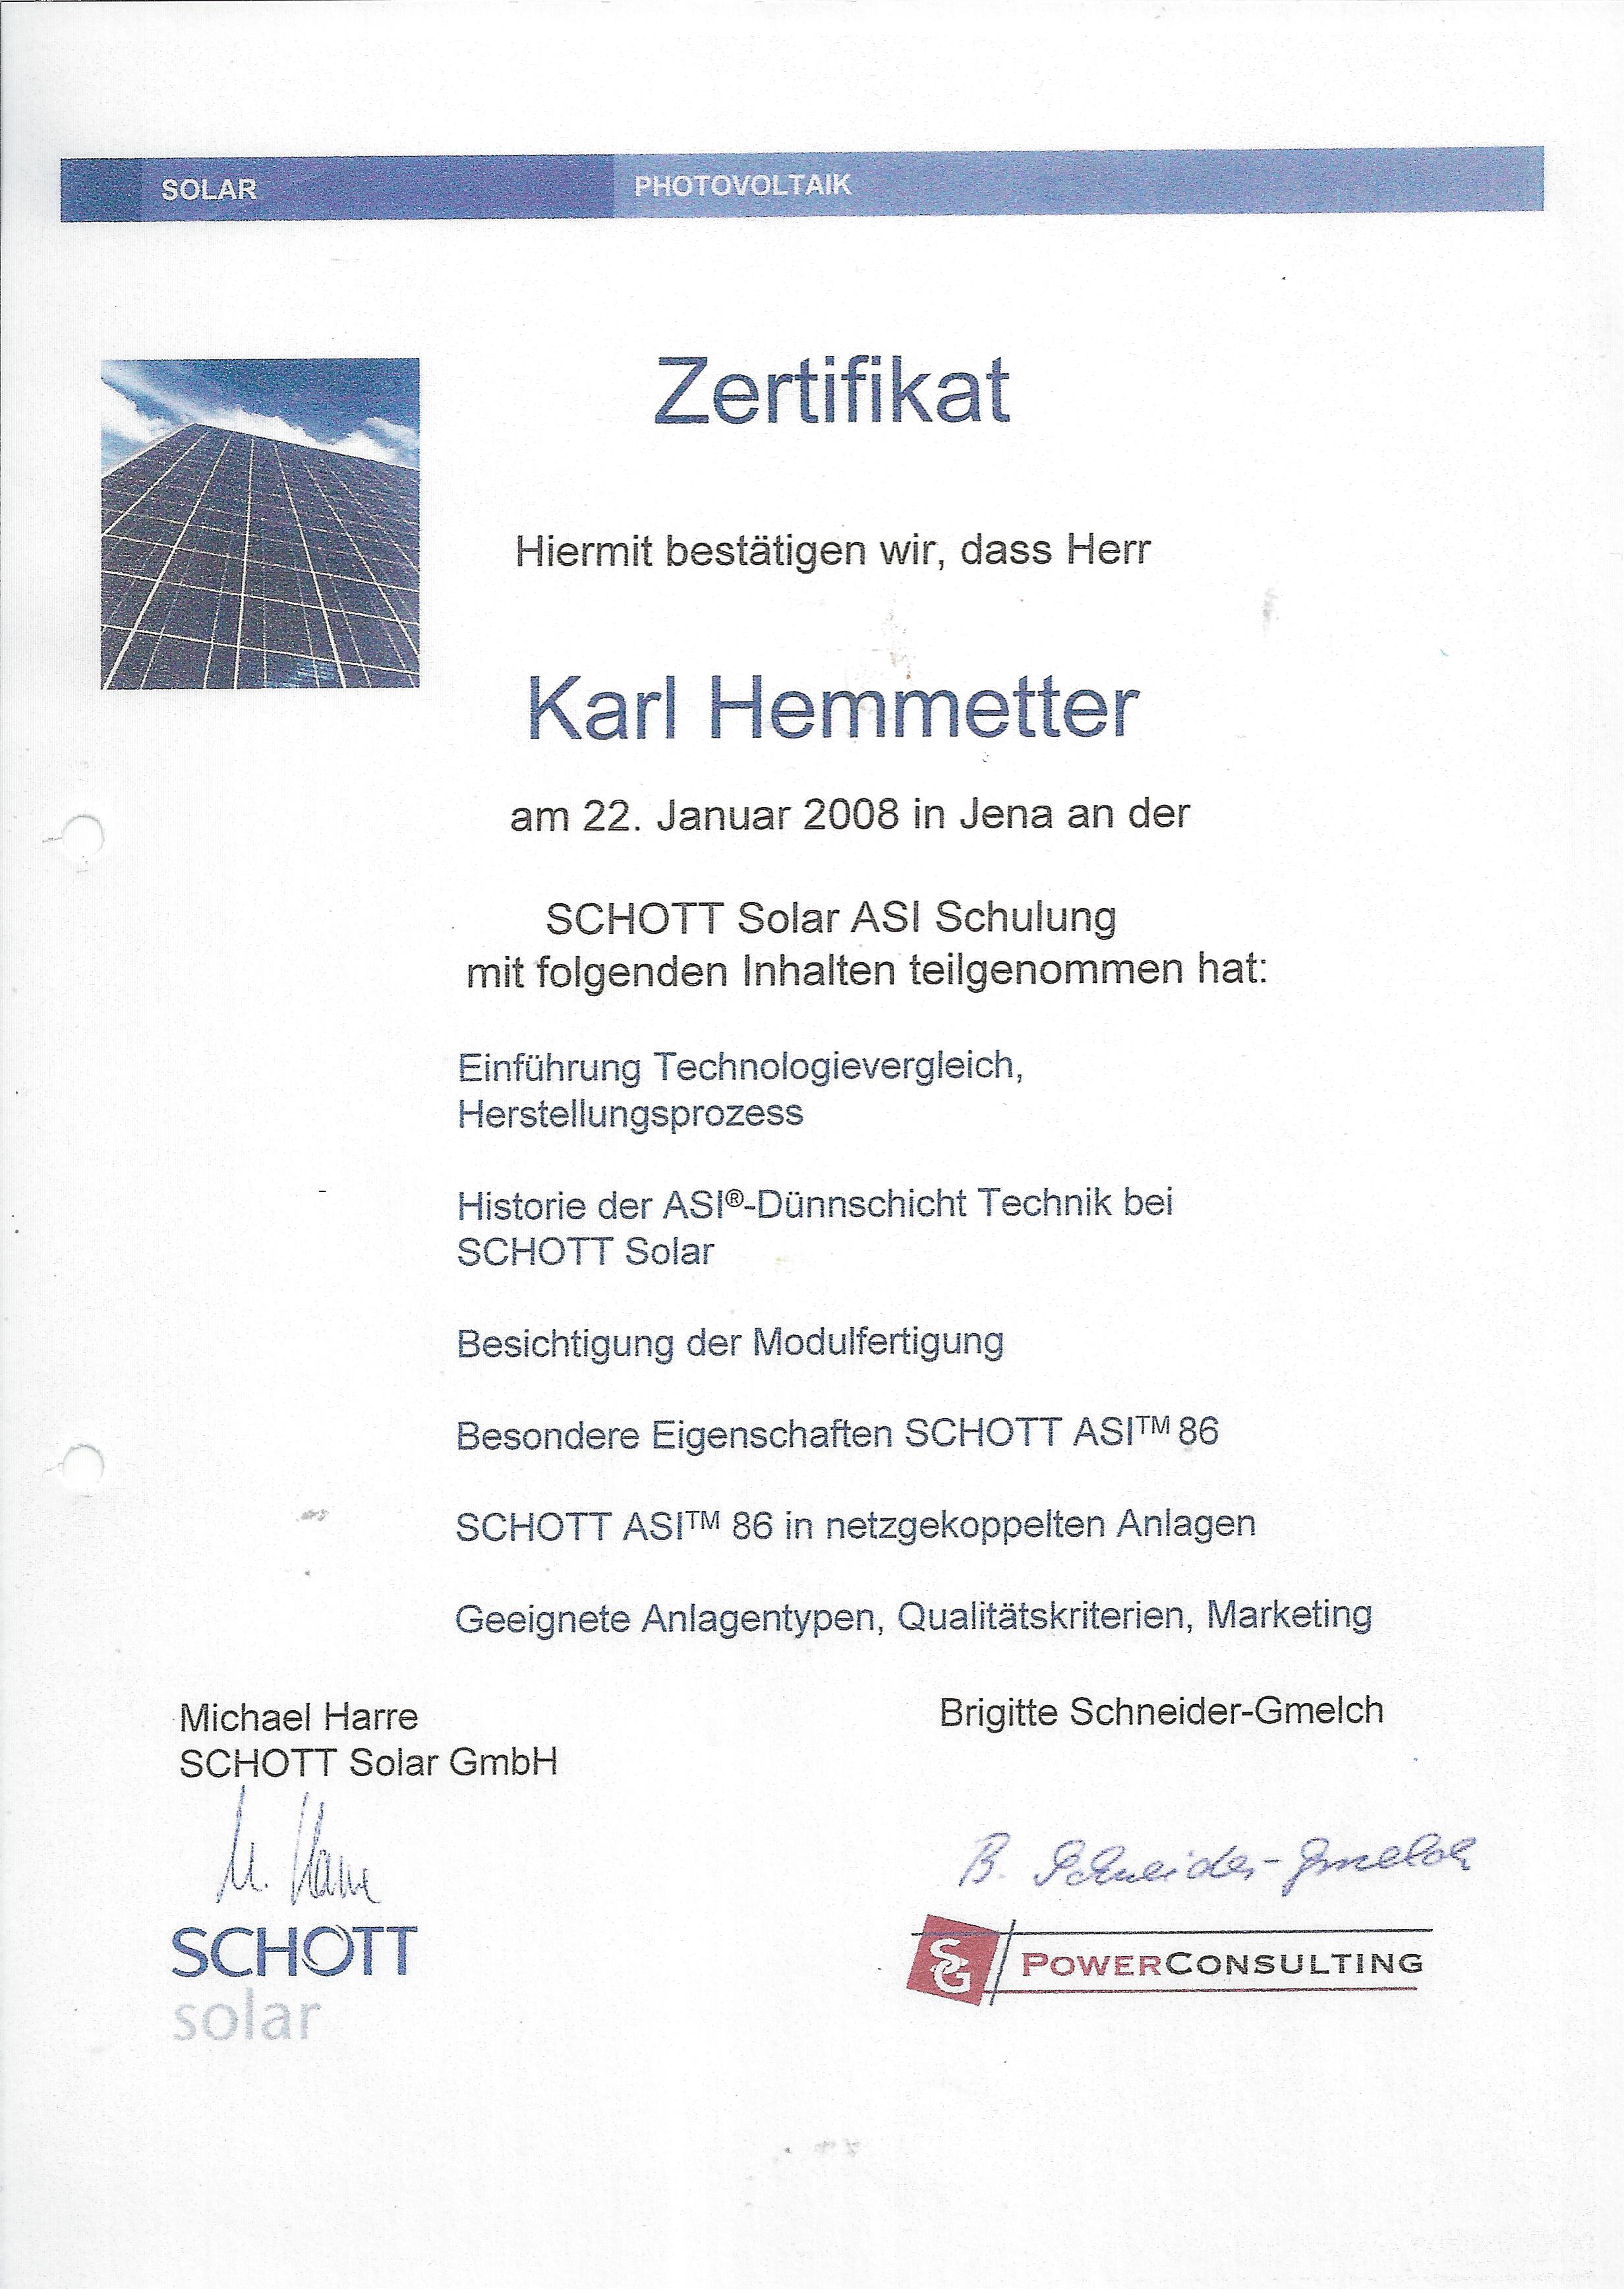 SOLAR
PHOTOVOLTAIK
Zertifikat
Hiermit bestätigen wir, dass Herr
Karl Hemmetter
am 22. Januar 2008 in Jena an der
SCHOTT Solar ASI Schulung
mit folgenden Inhalten teilgenommen hat:
Einführung Technologievergleich,
Herstellungsprozess
Historie der ASI®-Dünnschicht Technik bei
SCHOTT Solar
Besichtigung der Modulfertigung
Besondere Eigenschaften SCHOTT ASI™ 86
SCHOTT ASI™ 86 in netzgekoppelten Anlagen
Geeignete Anlagentypen, Qualitätskriterien, Marketing
Michael Harre
SCHOTT Solar GmbH
Brigitte Schneider-Gmelch
M. Harre
B. Schneider-Gmelch
SCHOTT
solar
SG POWERCONSULTING